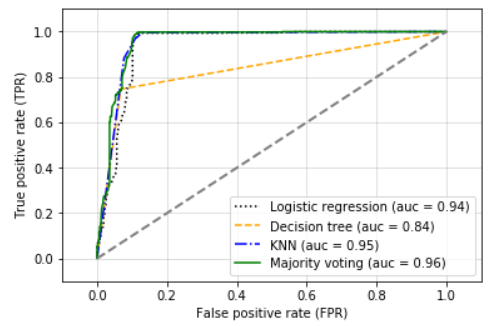 True positive rate (TPR)
1.0
0.8
0.6
0.4
0.2
0.0
Logistic regression (auc = 0.94)
Decision tree (auc = 0.84)
KNN (auc = 0.95)
Majority voting (auc = 0.96)
0.0 0.2 0.4 0.6 0.8 1.0
False positive rate (FPR)